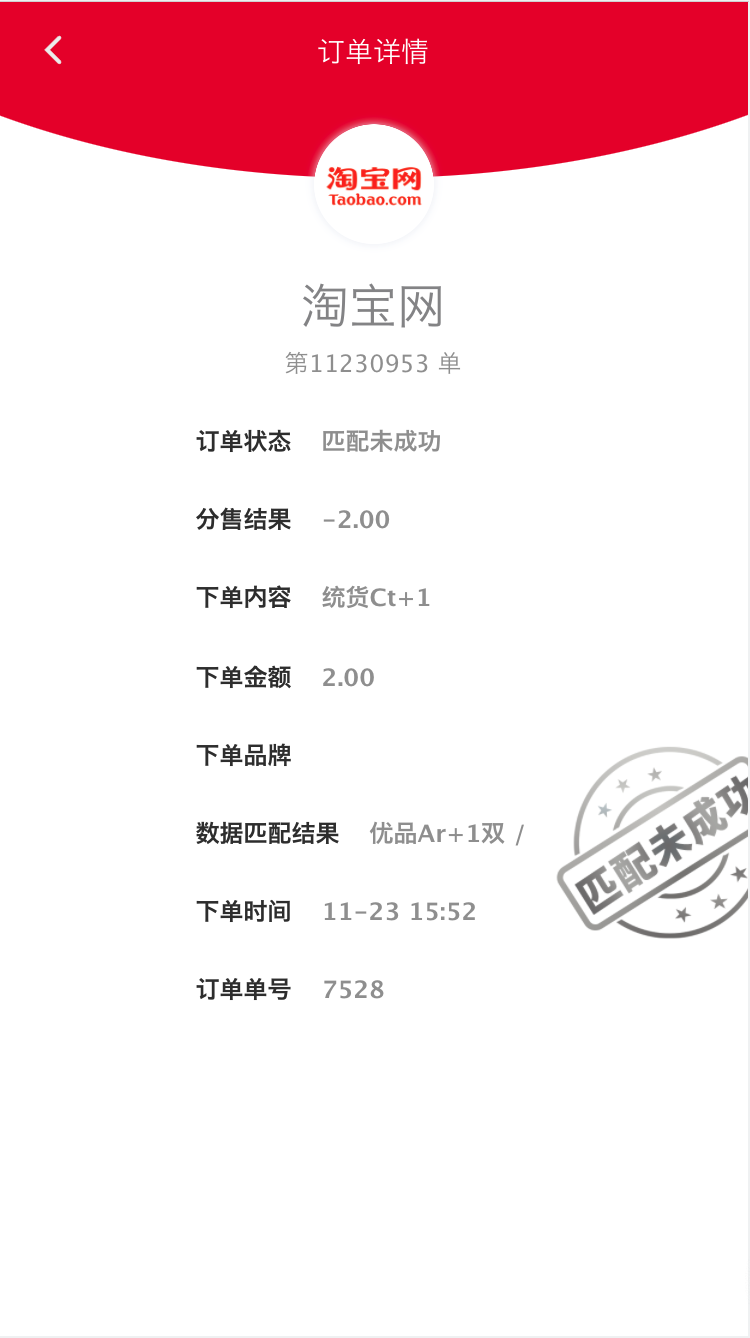 订单详情
淘宝网
Taobao.com
淘宝网
第11230953 单
订单状态 匹配未成功
分售结果 -2.00
下单内容 统货Ct+1
下单金额 2.00
下单品牌
数据匹配结果 优品Ar+1双 /
匹配未成功
下单时间 11-23 15:52
订单单号 7528